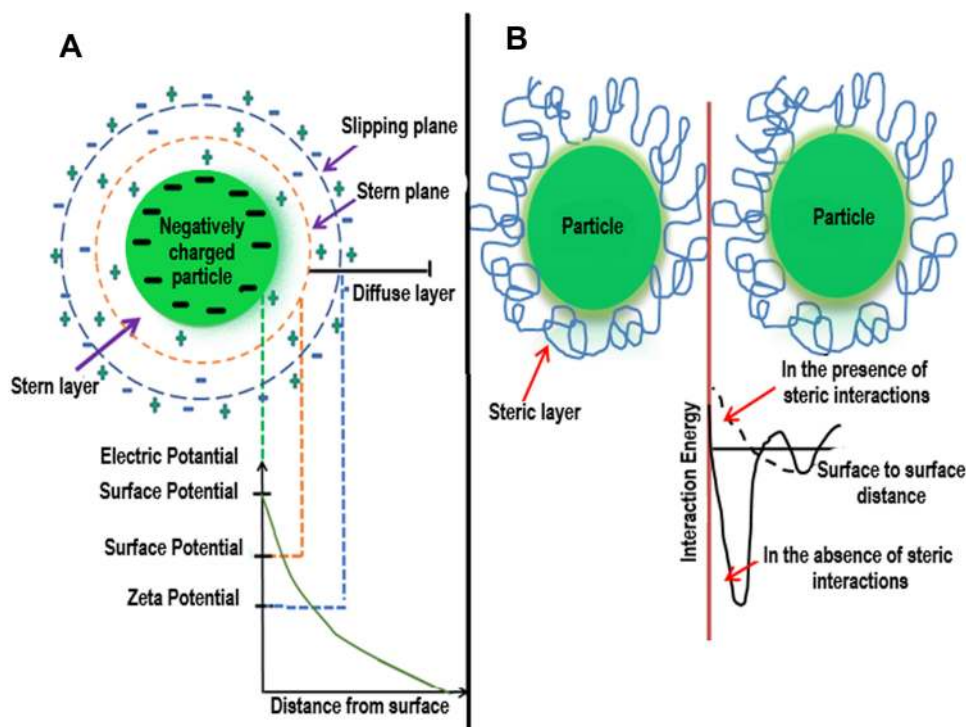 A
Slipping plane
Stern plane
Negatively
charged
particle
Diffuse layer
Stern layer
Electric Potential
Surface Potential
Surface Potential
Zeta Potential
Distance from surface
B
Particle
Particle
Steric layer
In the presence of
steric interactions
Interaction Energy
Surface to surface
distance
In the absence of steric
interactions